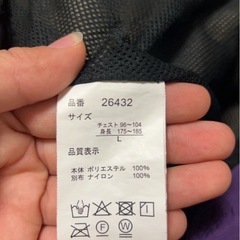 品番 26432
サイズ
チェスト 96〜104
身長 175〜185
L
品質表示
本体 ポリエステル 100%
別布 ナイロン 100%